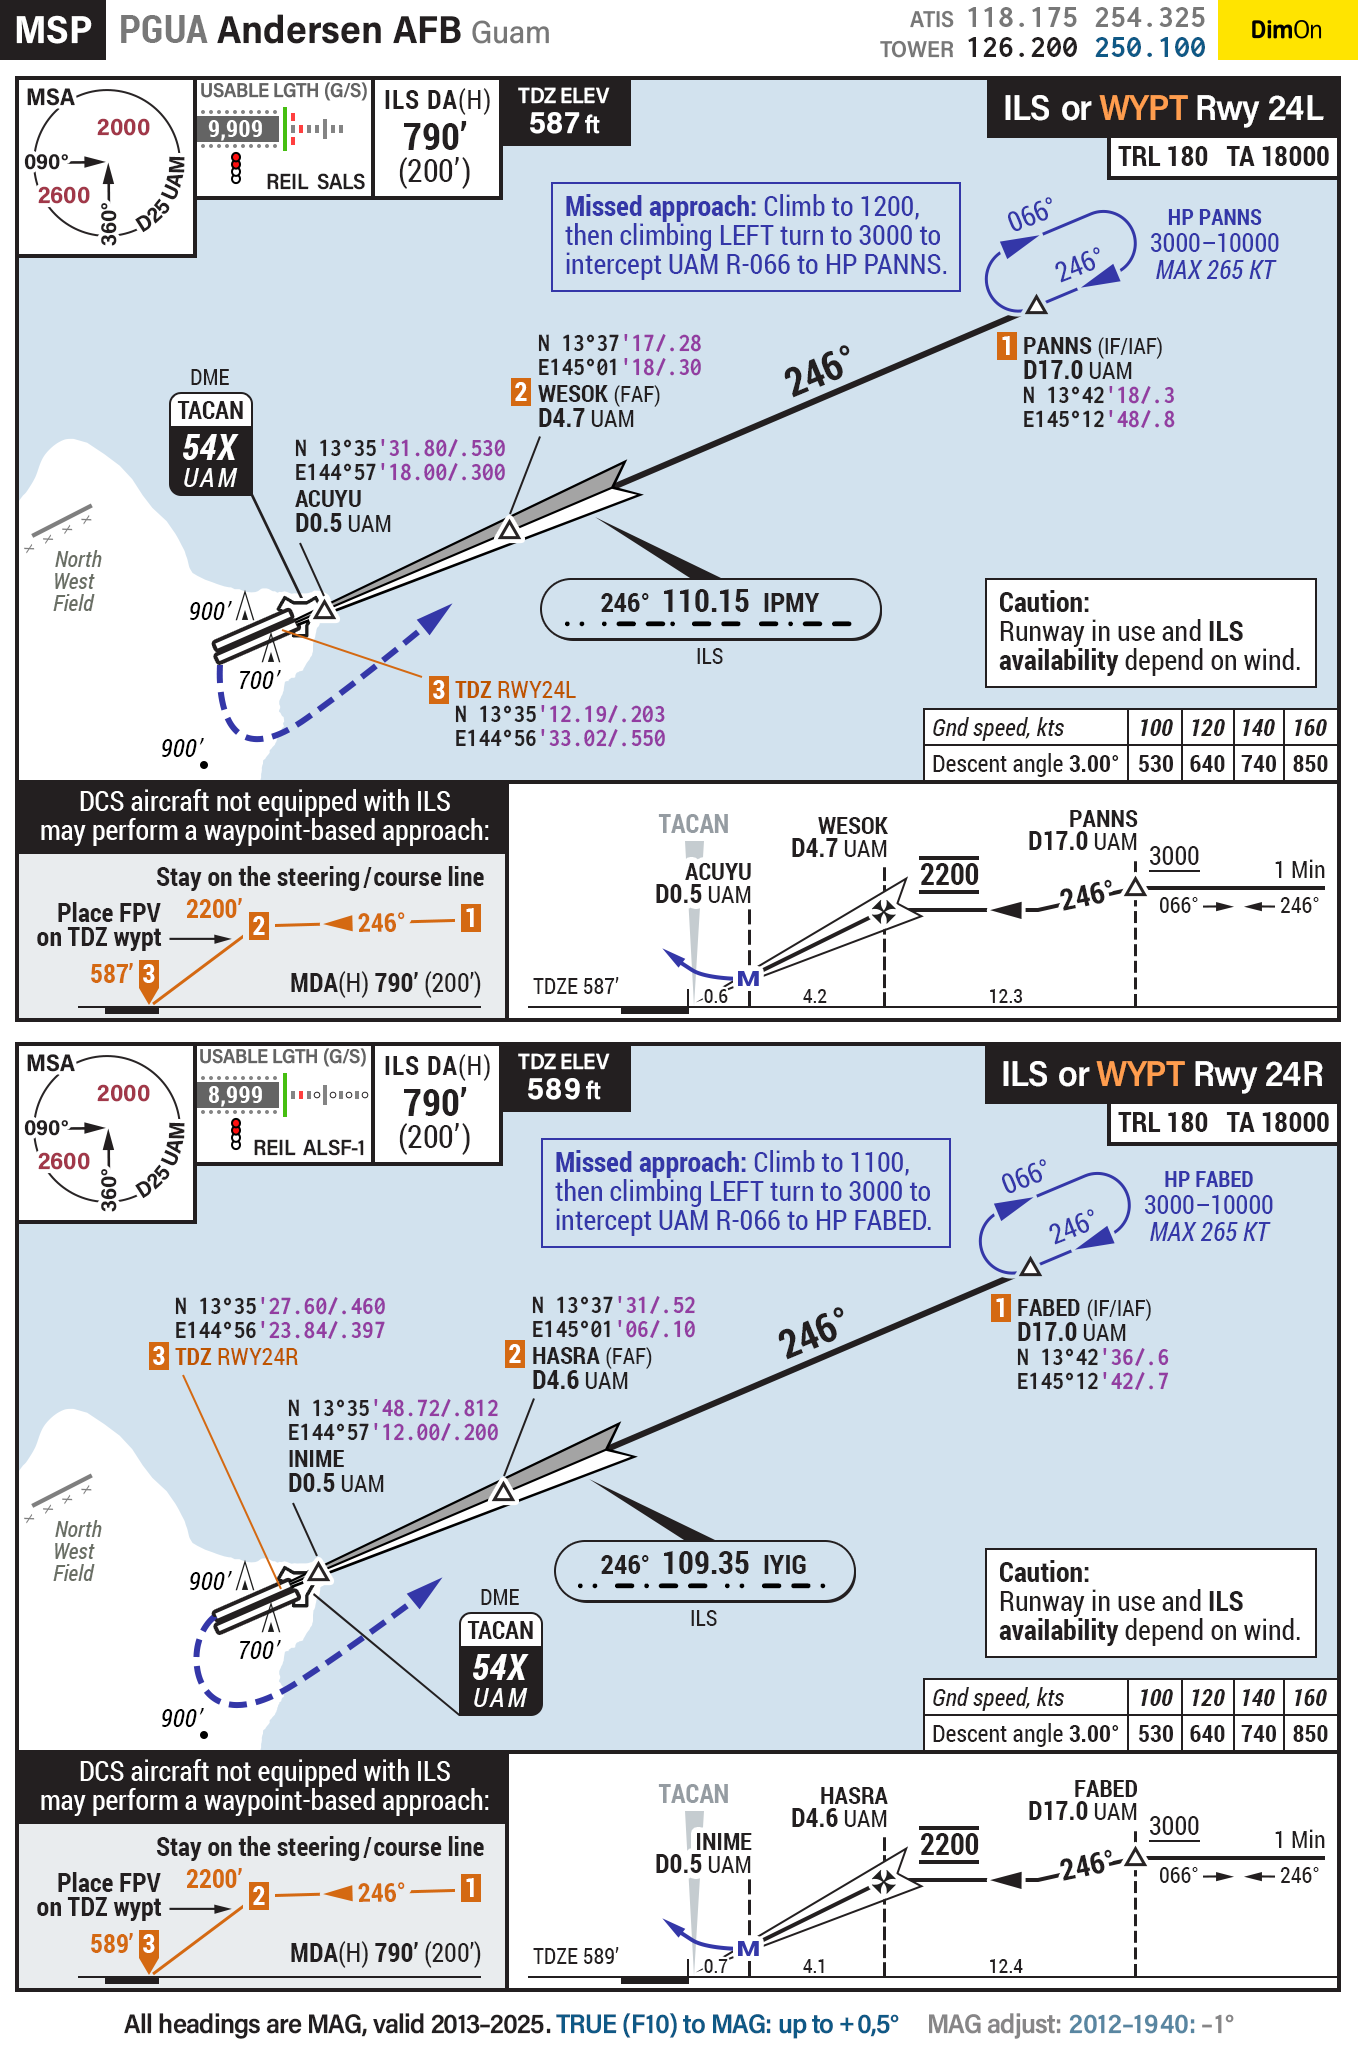 MSP PGUA Andersen AFB Guam
ATIS 118.175 254.325
TOWER 126.200 250.100
DimOn
MSA
2000
090°
2600
360°
D25 UAM
USABLE LGTH (G/S)
9,909
REIL SALS
ILS DA(H)
790’
(200’)
TDZ ELEV
587 ft
ILS or WYPT Rwy 24L
TRL 180 TA 18000
Missed approach: Climb to 1200,
then climbing LEFT turn to 3000 to
intercept UAM R-066 to HP PANNS.
066°
246°
HP PANNS
3000–10000
MAX 265 KT
1 PANNS (IF/IAF)
D17.0 UAM
N 13°42'18/.3
E145°12'48/.8
246°
N 13°37'17/.28
E145°01'18/.30
2 WESOK (FAF)
D4.7 UAM
DME
TACAN
54X
UAM
N 13°35'31.80/.530
E144°57'18.00/.300
ACUYU
D0.5 UAM
North
West
Field
900’
700’
900’
246° 110.15 IPMY
ILS
3 TDZ RWY24L
N 13°35'12.19/.203
E144°56'33.02/.550
Caution:
Runway in use and ILS
availability depend on wind.
Gnd speed, kts 100 120 140 160
Descent angle 3.00° 530 640 740 850
DCS aircraft not equipped with ILS
may perform a waypoint-based approach:
Stay on the steering/course line
Place FPV
on TDZ wypt
2200’
2
246°
1
587’ 3
MDA(H) 790’ (200’)
TACAN
ACUYU
D0.5 UAM
WESOK
D4.7 UAM
2200
PANNS
D17.0 UAM
3000
1 Min
246°
066°
246°
M
TDZE 587’
0.6
4.2
12.3
MSA
2000
090°
2600
360°
D25 UAM
USABLE LGTH (G/S)
8,999
REIL ALSF-1
ILS DA(H)
790’
(200’)
TDZ ELEV
589 ft
ILS or WYPT Rwy 24R
TRL 180 TA 18000
Missed approach: Climb to 1100,
then climbing LEFT turn to 3000 to
intercept UAM R-066 to HP FABED.
066°
246°
HP FABED
3000–10000
MAX 265 KT
1 FABED (IF/IAF)
D17.0 UAM
N 13°42'36/.6
E145°12'42/.7
246°
N 13°35'27.60/.460
E144°56'23.84/.397
3 TDZ RWY24R
N 13°37'31/.52
E145°01'06/.10
2 HASRA (FAF)
D4.6 UAM
N 13°35'48.72/.812
E144°57'12.00/.200
INIME
D0.5 UAM
North
West
Field
900’
700’
900’
246° 109.35 IYIG
ILS
DME
TACAN
54X
UAM
Caution:
Runway in use and ILS
availability depend on wind.
Gnd speed, kts 100 120 140 160
Descent angle 3.00° 530 640 740 850
DCS aircraft not equipped with ILS
may perform a waypoint-based approach:
Stay on the steering/course line
Place FPV
on TDZ wypt
2200’
2
246°
1
589’ 3
MDA(H) 790’ (200’)
TACAN
INIME
D0.5 UAM
HASRA
D4.6 UAM
2200
FABED
D17.0 UAM
3000
1 Min
246°
066°
246°
M
TDZE 589’
0.7
4.1
12.4
All headings are MAG, valid 2013–2025. TRUE (F10) to MAG: up to +0,5° MAG adjust: 2012–1940: –1°